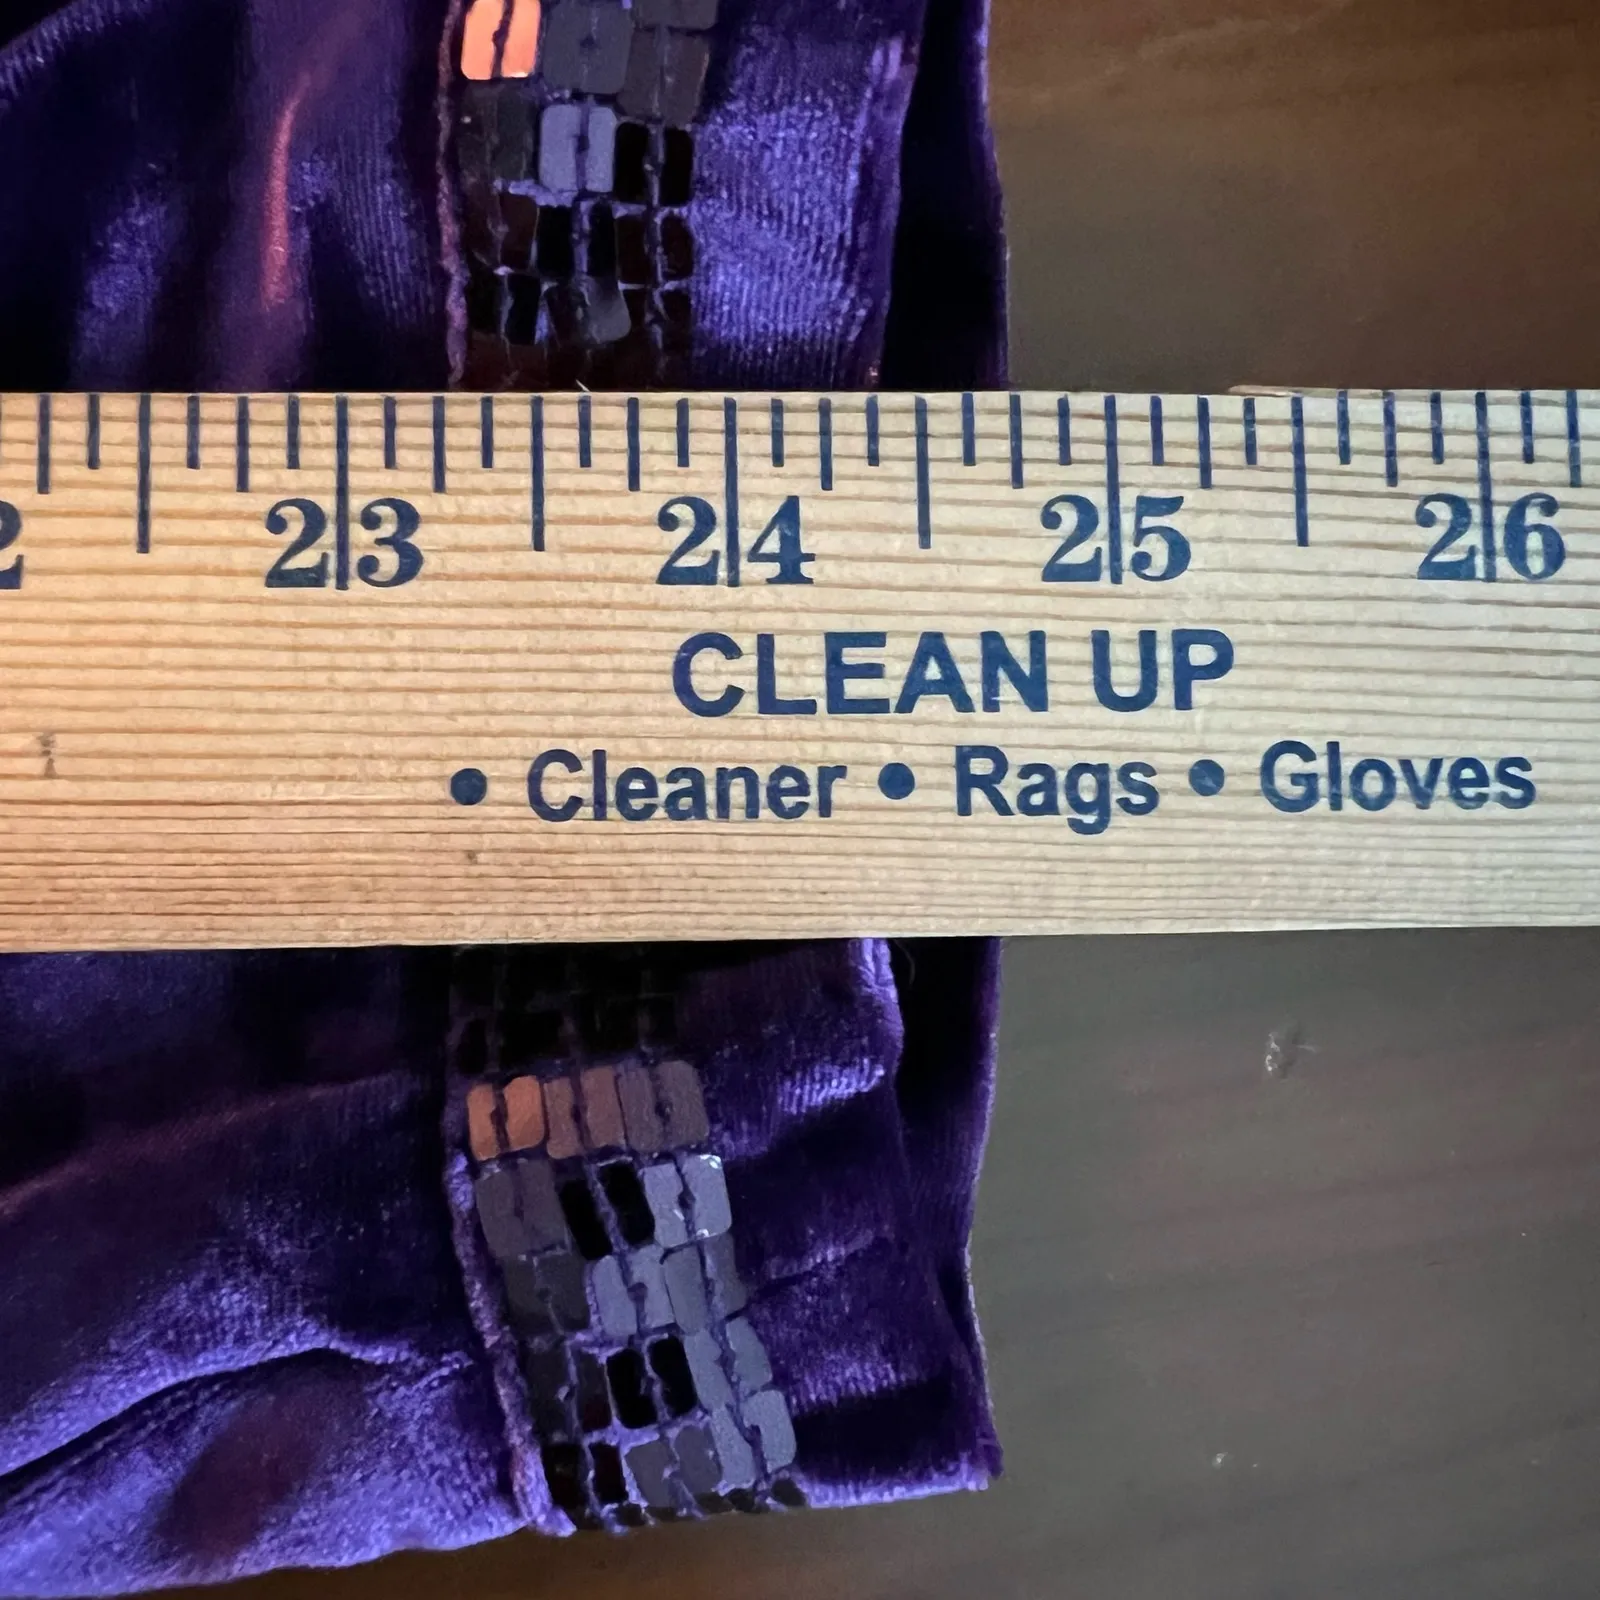 2 23 24 25 26
CLEAN UP
• Cleaner • Rags • Gloves